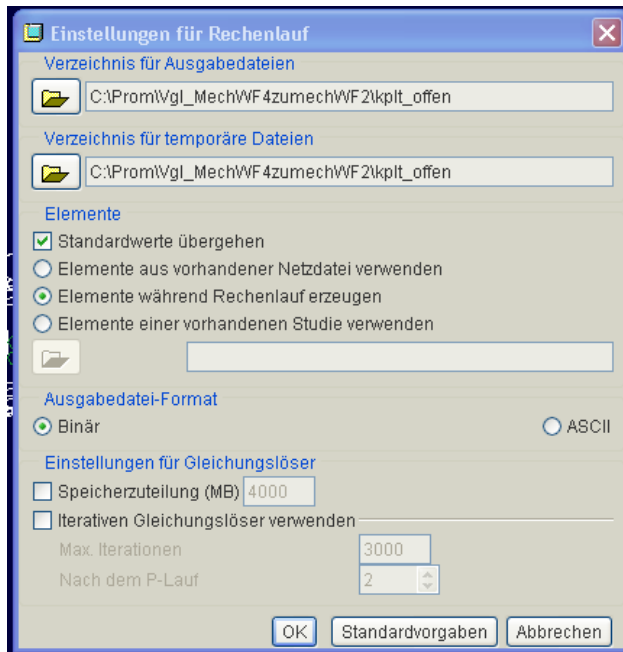 Einstellungen für Rechenlauf
Verzeichnis für Ausgabedateien
C:\Prom\Vgl_MechWF4zumechWF2\kplt_offen
Verzeichnis für temporäre Dateien
C:\Prom\Vgl_MechWF4zumechWF2\kplt_offen
Elemente
Standardwerte übergehen
Elemente aus vorhandener Netzdatei verwenden
Elemente während Rechenlauf erzeugen
Elemente einer vorhandenen Studie verwenden
Ausgabedatei-Format
Binär ASCII
Einstellungen für Gleichungslöser
Speicherzuteilung (MB) 4000
Iterativen Gleichungslöser verwenden
Max. Iterationen 3000
Nach dem P-Lauf 2
OK Standardvorgaben Abbrechen